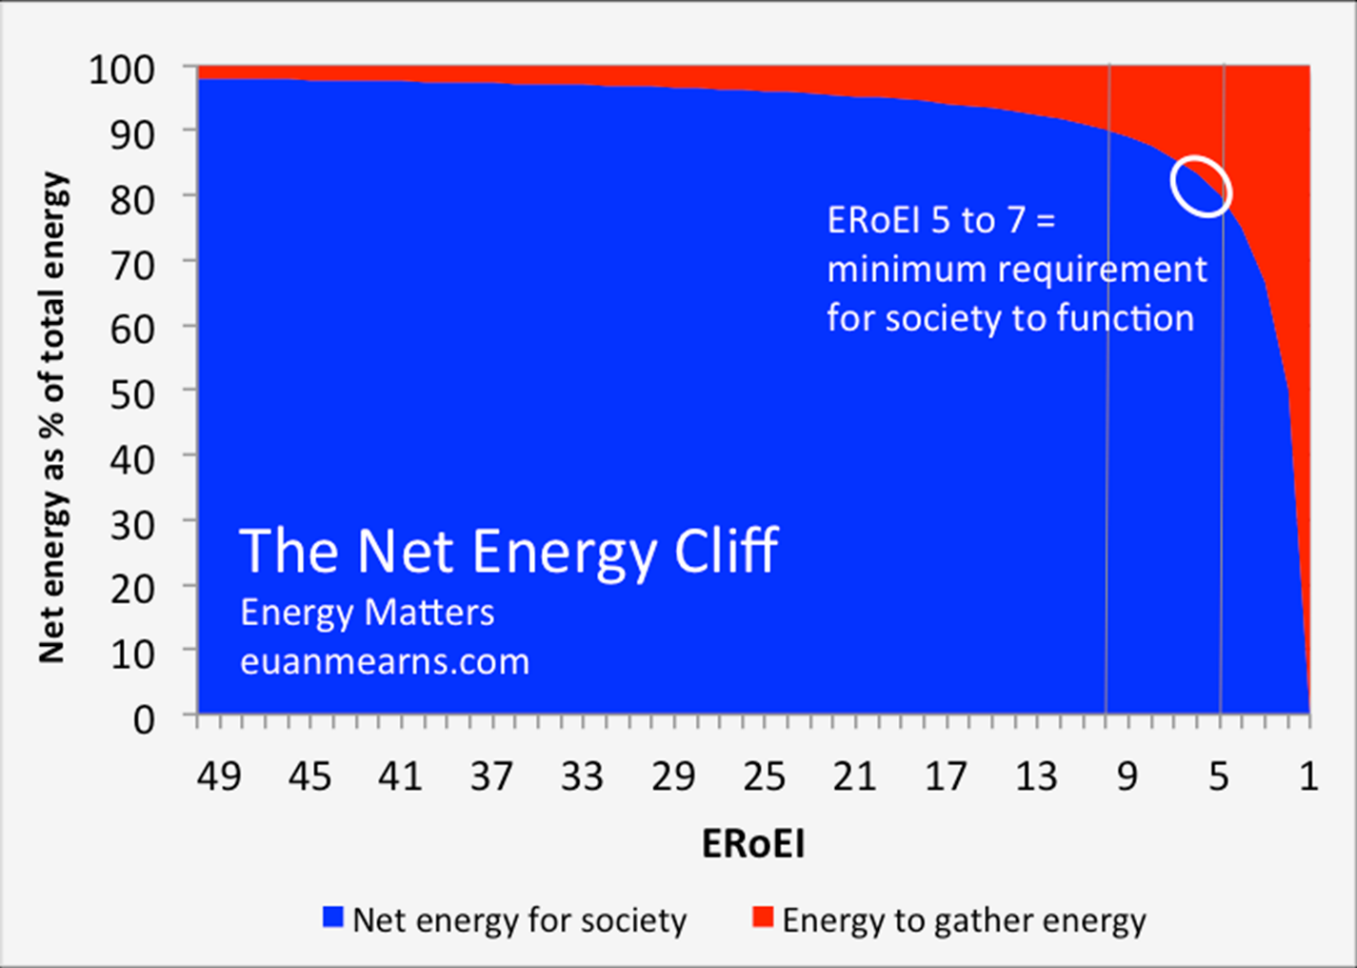 100
90
80
70
60
50
40
30
20
10
0
Net energy as % of total energy
ERoEI 5 to 7 =
minimum requirement
for society to function
The Net Energy Cliff
Energy Matters
euanmearns.com
49 45 41 37 33 29 25 21 17 13 9 5 1
ERoEI
Net energy for society Energy to gather energy